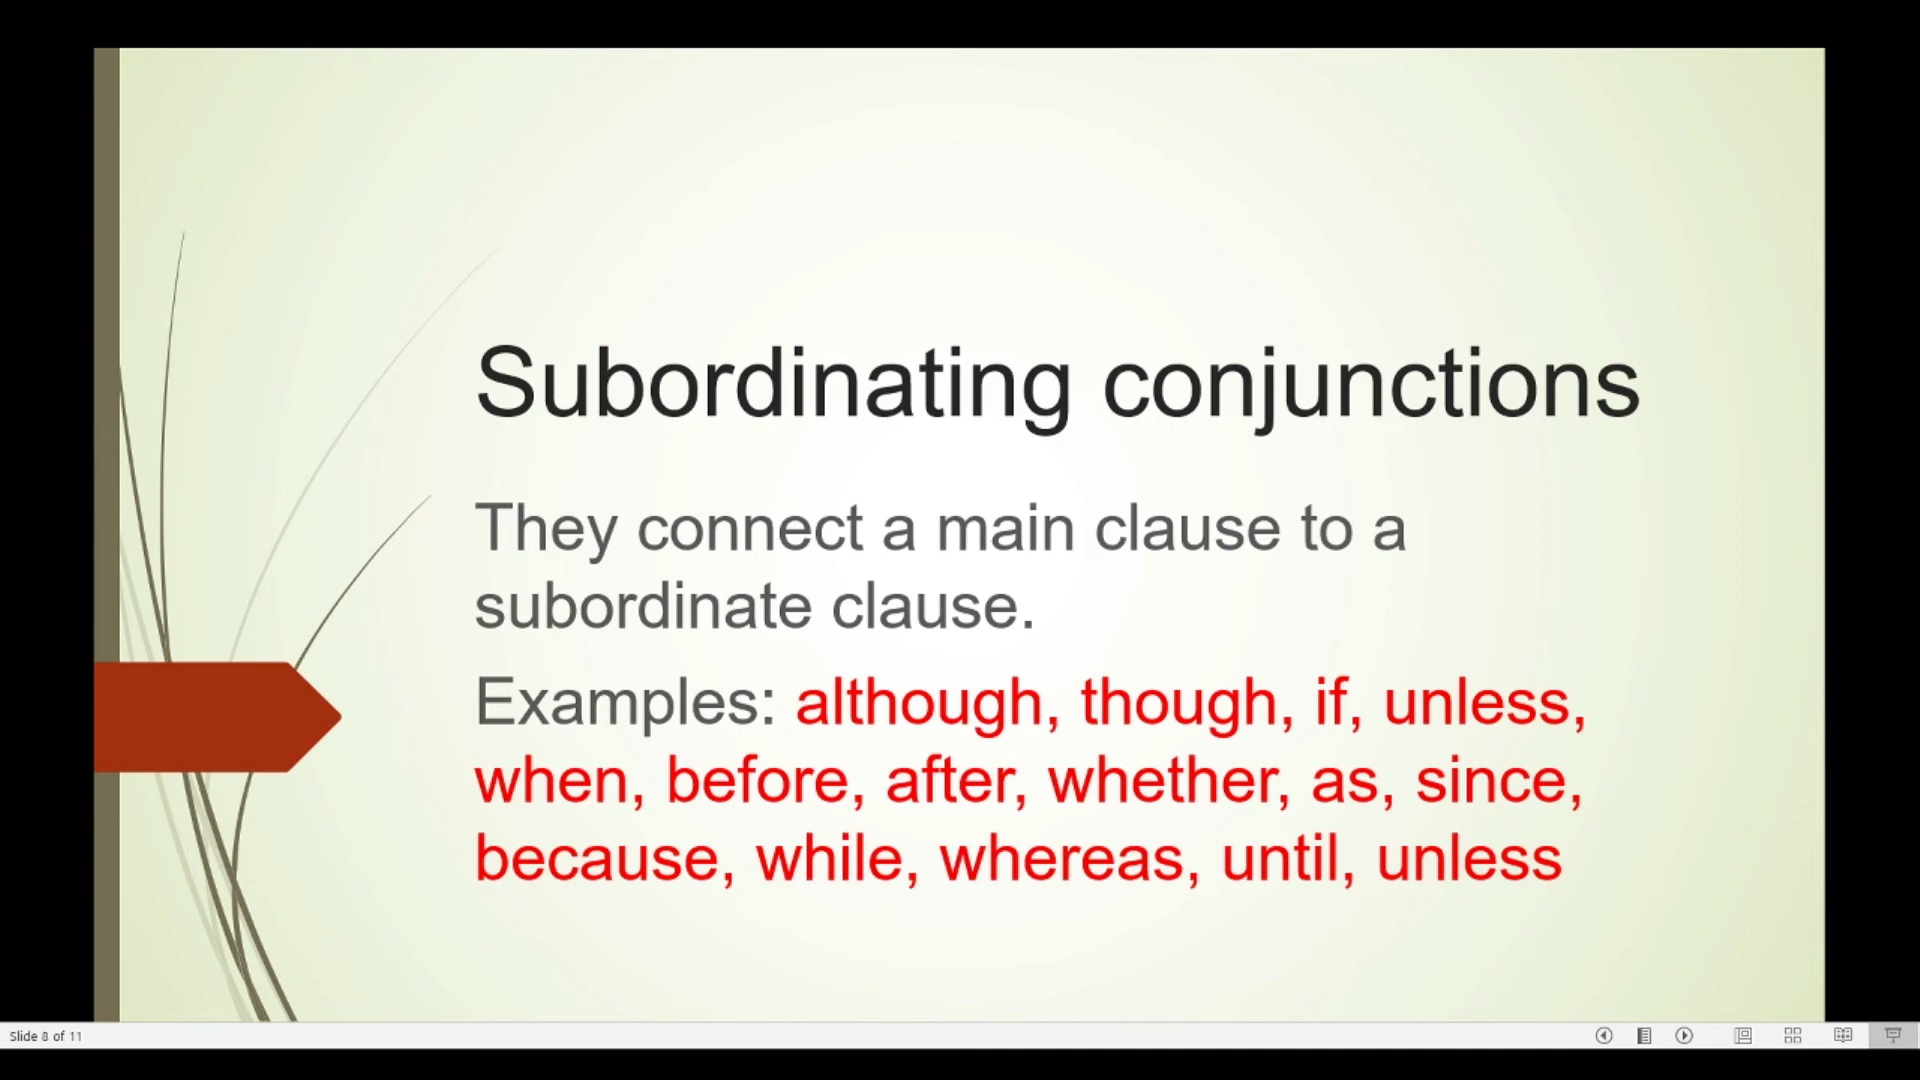 Subordinating conjunctions
They connect a main clause to a
subordinate clause.
Examples: although, though, if, unless,
when, before, after, whether, as, since,
because, while, whereas, until, unless
Slide 8 of 11